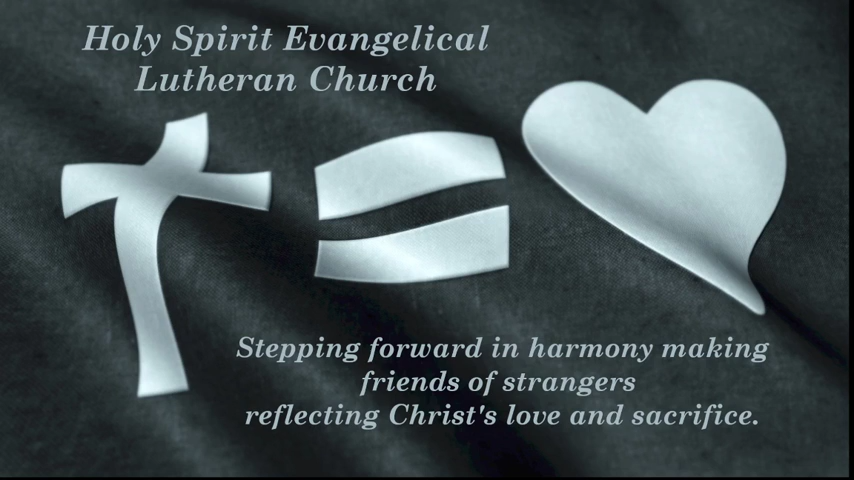 Holy Spirit Evangelical
Lutheran Church
Stepping forward in harmony making
friends of strangers
reflecting Christ's love and sacrifice.